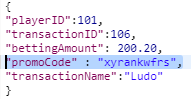 {
"playerID":101,
"transactionID":106,
"bettingAmount": 200.20,
"promoCode" : "xyrankwfrs",
"transactionName":"Ludo"
}